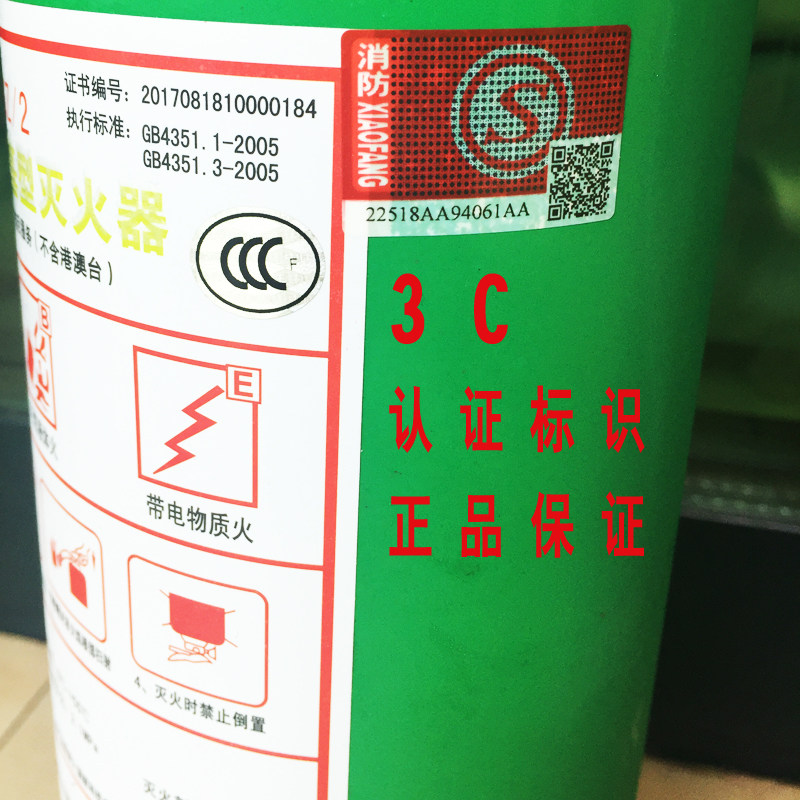 消防
XIAOFANG
S
22518AA94061AA
/2
证书编号：2017081810000184
执行标准：GB4351.1-2005
GB4351.3-2005
型灭火器
(不含港澳台)
CCC F
B
E
带电物质火
4、灭火时禁止倒置
3 C
认证标识
正品保证